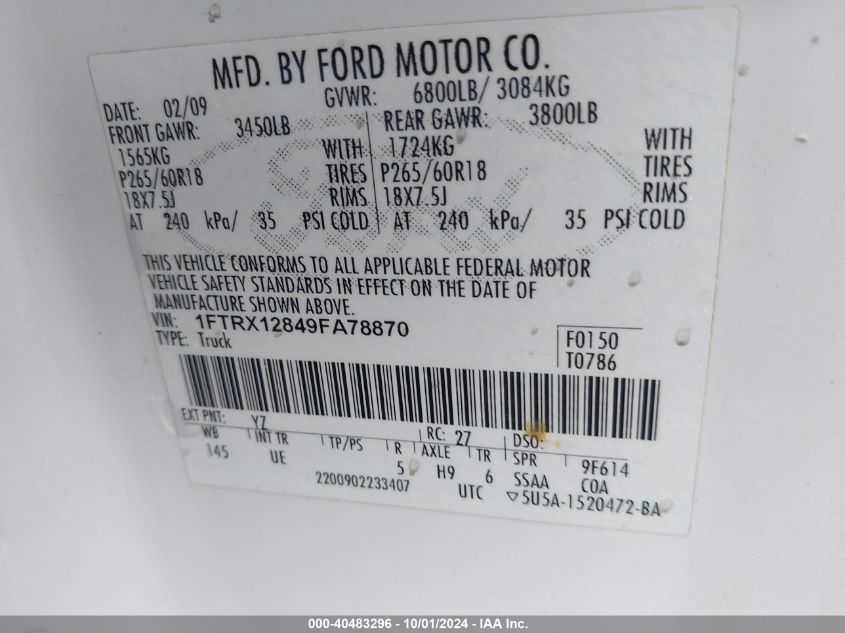 MFD. BY FORD MOTOR CO.
DATE: 02/09 GVWR: 6800LB/ 3084KG
FRONT GAWR: 3450LB REAR GAWR: 3800LB
1565KG WITH 1724KG WITH
P265/60R18 TIRES P265/60R18 TIRES
18X7.5J RIMS 18X7.5J RIMS
AT 240 kPa/ 35 PSI COLD AT 240 kPa/ 35 PSI COLD
THIS VEHICLE CONFORMS TO ALL APPLICABLE FEDERAL MOTOR
VEHICLE SAFETY STANDARDS IN EFFECT ON THE DATE OF
MANUFACTURE SHOWN ABOVE.
VIN: 1FTRX12849FA78870
TYPE: Truck
F0150
T0786
EXT PNT: YZ RC: 27 DSO:
WB INT TR TP/PS R AXLE TR SPR 9F614
145 UE 5 H9 6 SSAA COA
2200902233407 UTC ▽5U5A-1520472-BA
000-40483296 - 10/01/2024 - IAA Inc.